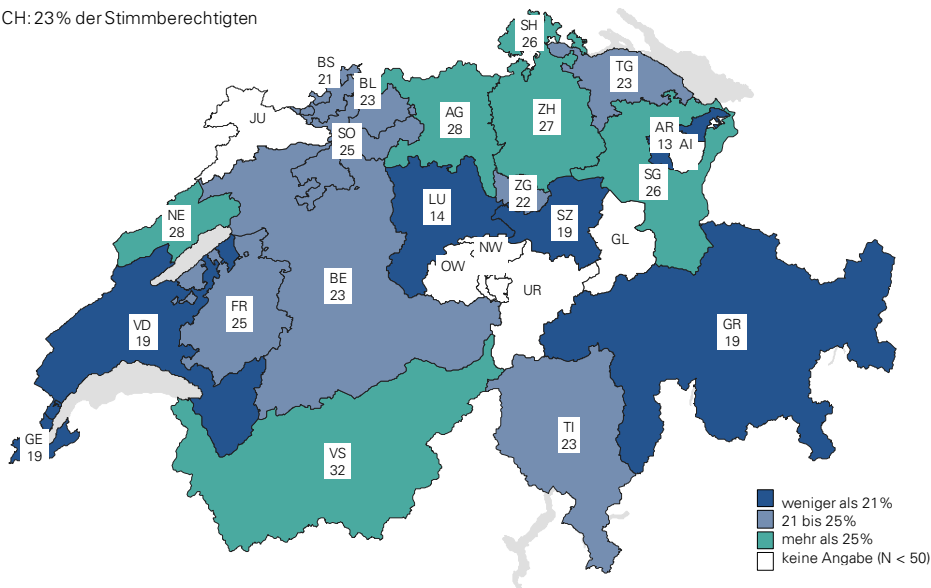 CH: 23% der Stimmberechtigten
SH
26
BS
21
BL
23
TG
23
JU
AG
28
ZH
27
SO
25
AR
13
AI
SG
26
ZG
22
LU
14
SZ
19
NE
28
GL
NW
OW
UR
BE
23
FR
25
VD
19
GR
19
GE
19
VS
32
TI
23
weniger als 21%
21 bis 25%
mehr als 25%
keine Angabe (N < 50)